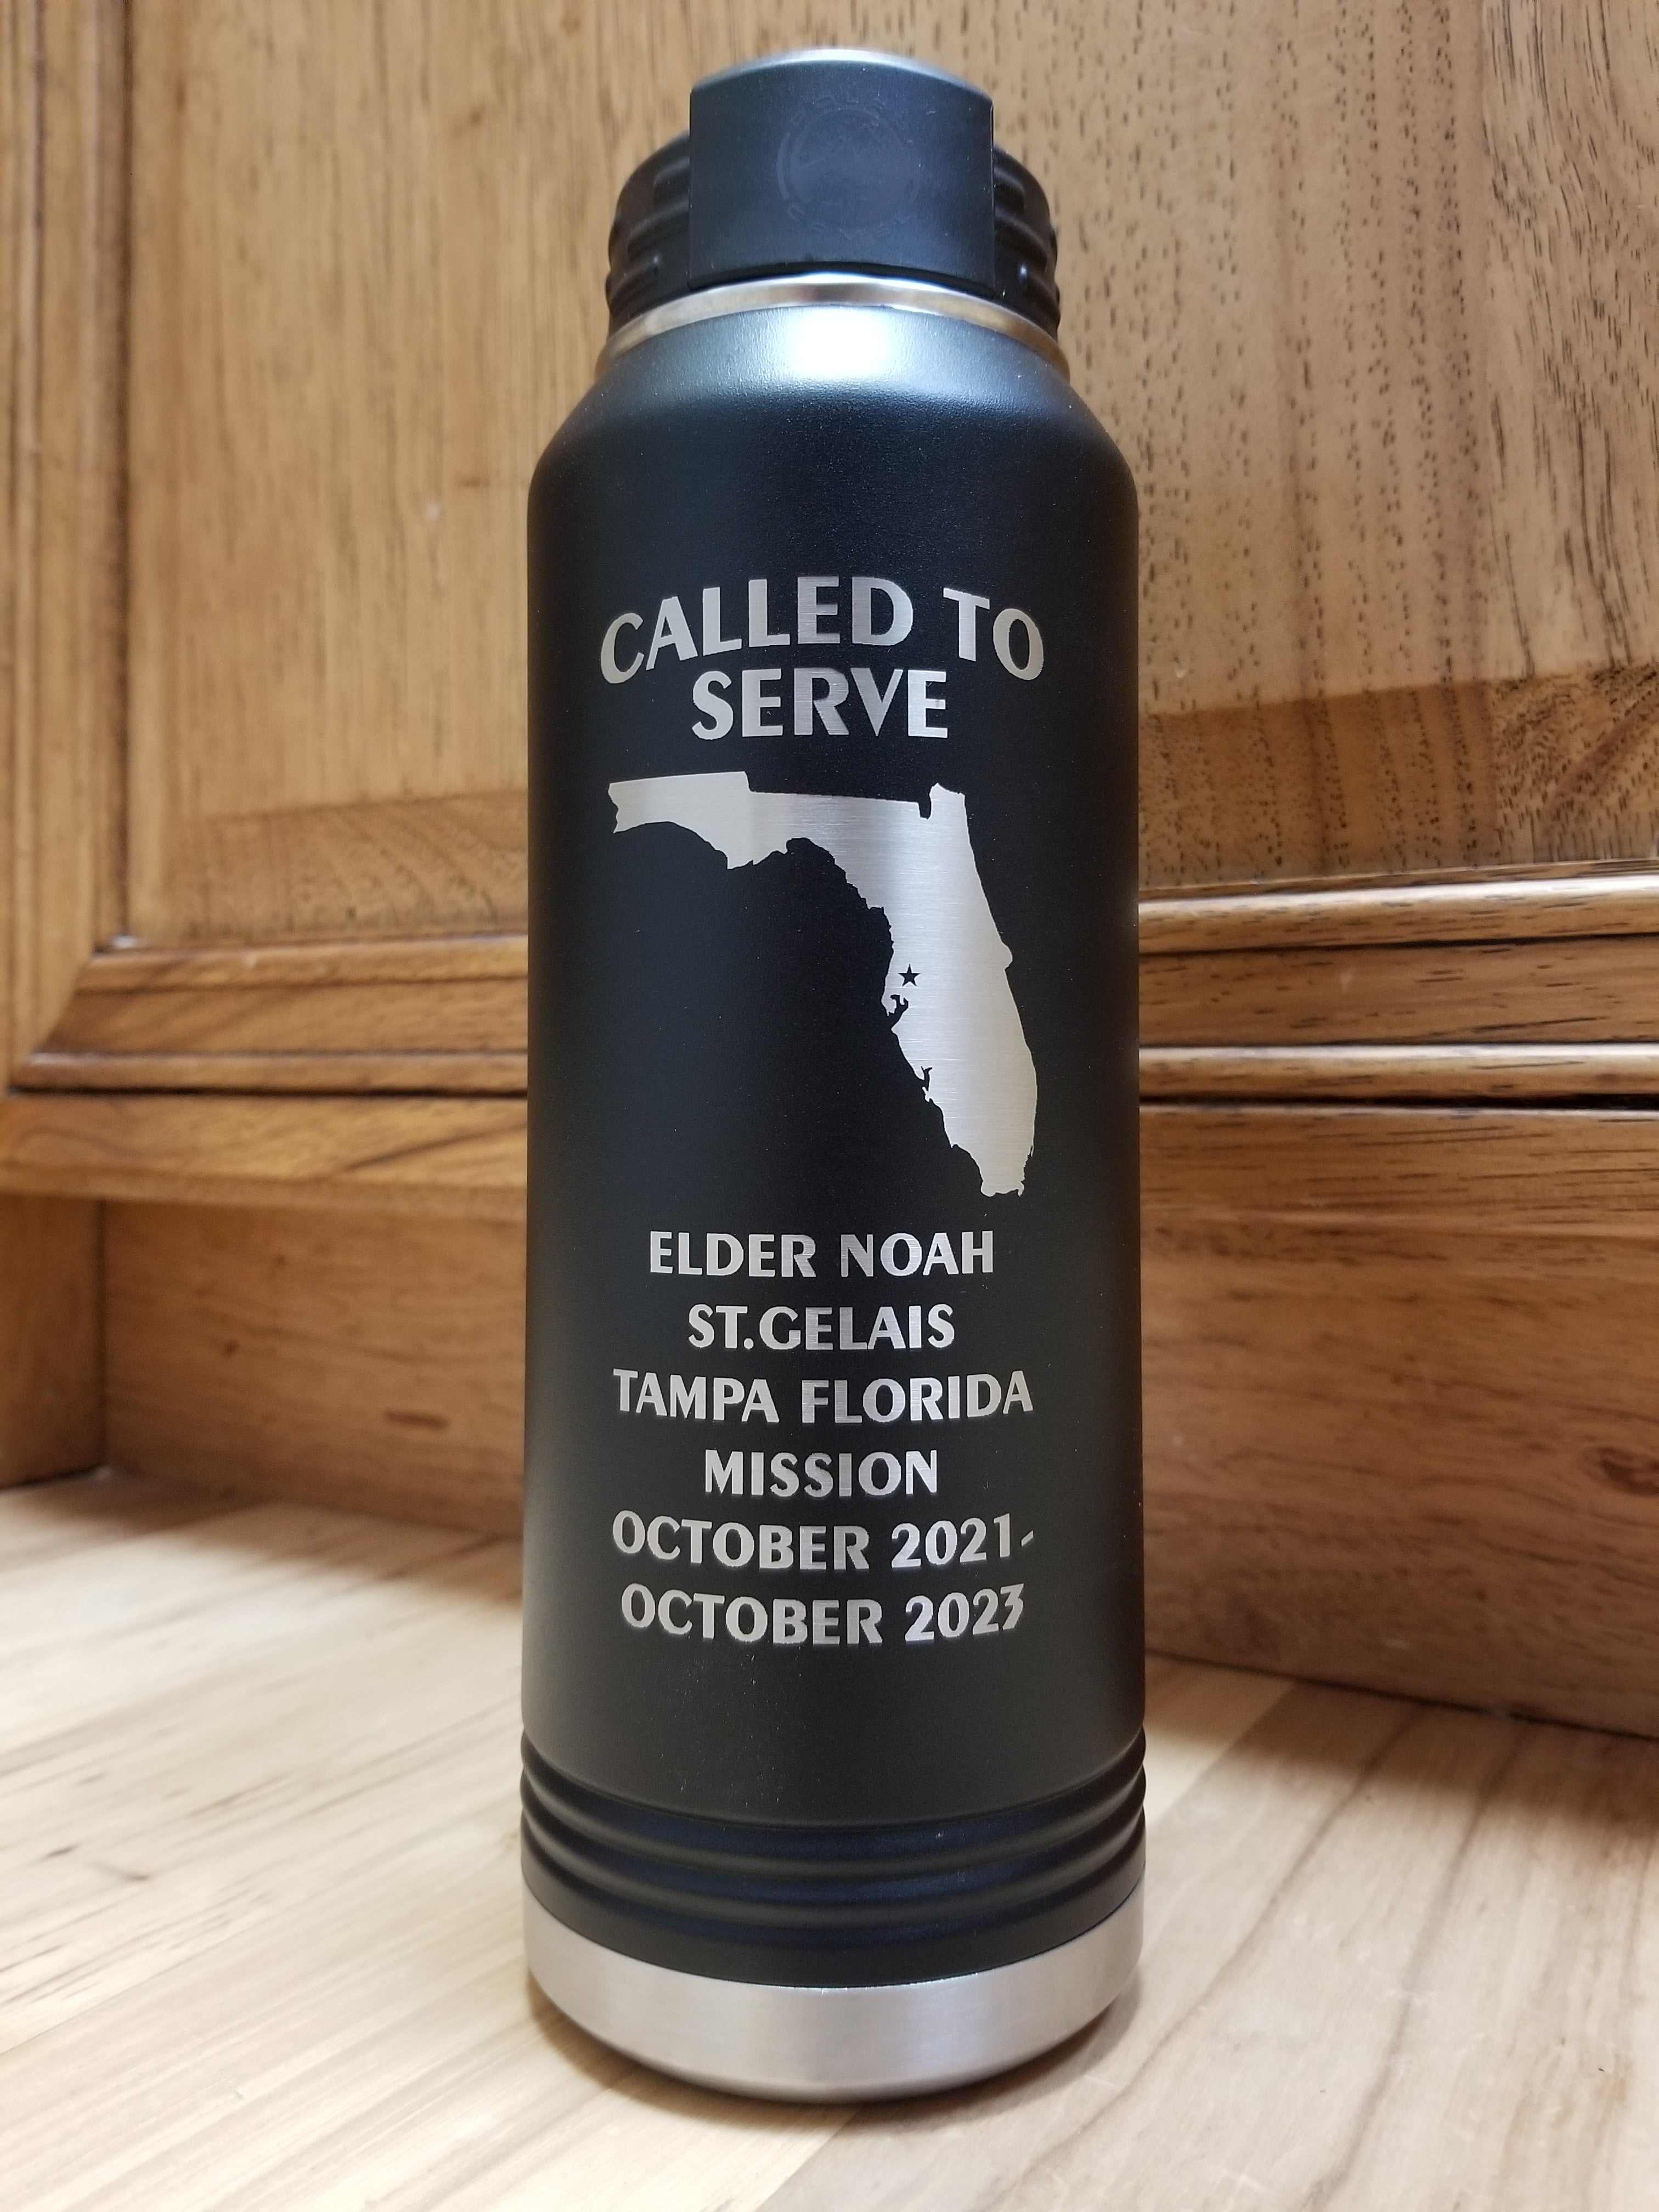 CALLED TO
SERVE
ELDER NOAH
ST.GELAIS
TAMPA FLORIDA
MISSION
OCTOBER 2021-
OCTOBER 2023